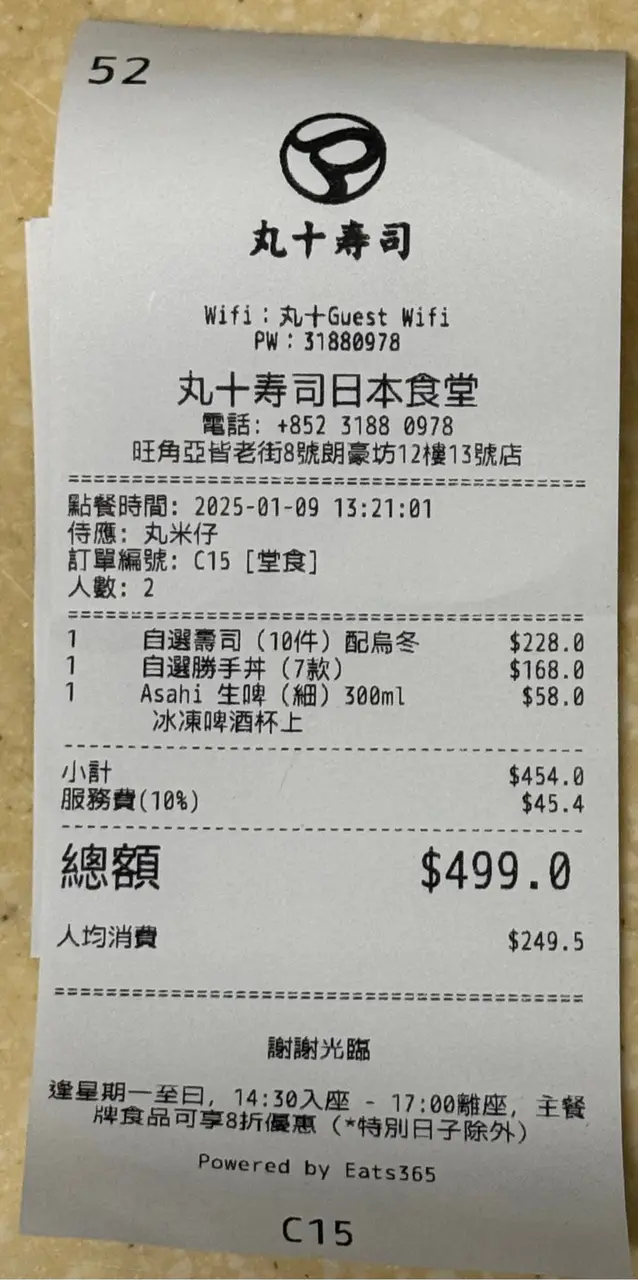 52
丸十寿司
Wifi：丸十Guest Wifi
PW：31880978
丸十寿司日本食堂
電話: +852 3188 0978
旺角亞皆老街8號朗豪坊12樓13號店
========================================
點餐時間: 2025-01-09 13:21:01
侍應: 丸米仔
訂單編號: C15 [堂食]
人數: 2
========================================
1 自選壽司（10件）配烏冬 $228.0
1 自選勝手丼（7款） $168.0
1 Asahi 生啤（細）300ml $58.0
冰凍啤酒杯上
----------------------------------------
小計 $454.0
服務費(10%) $45.4
----------------------------------------
總額 $499.0
人均消費 $249.5
========================================
謝謝光臨
逢星期一至日, 14:30入座 - 17:00離座, 主餐
牌食品可享8折優惠（*特別日子除外）
Powered by Eats365
C15